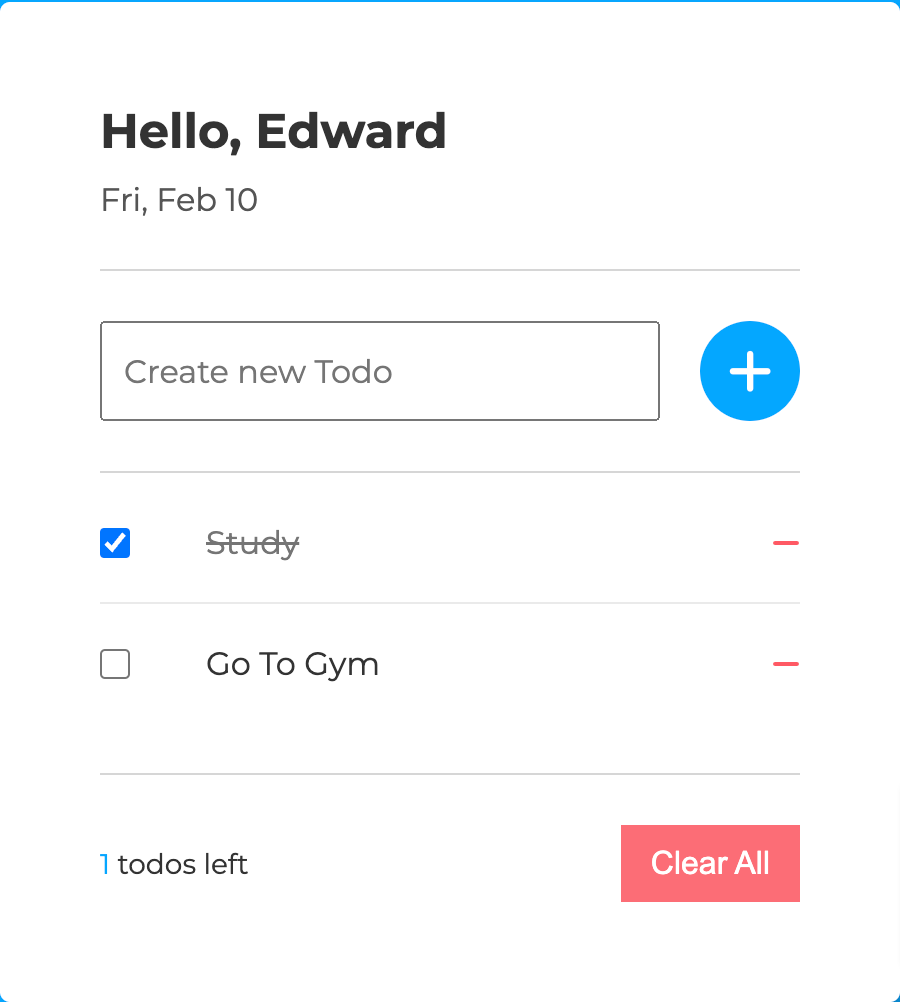 Hello, Edward
Fri, Feb 10
Create new Todo
Study
Go To Gym
1 todos left
Clear All